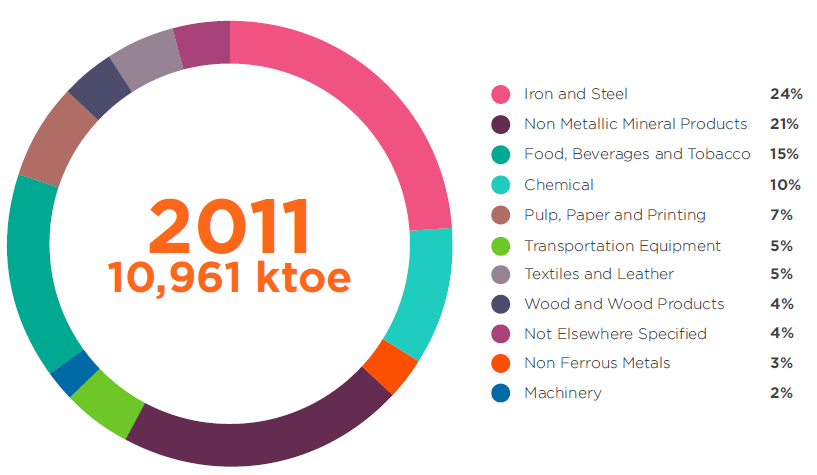 2011
10,961 ktoe
Iron and Steel 24%
Non Metallic Mineral Products 21%
Food, Beverages and Tobacco 15%
Chemical 10%
Pulp, Paper and Printing 7%
Transportation Equipment 5%
Textiles and Leather 5%
Wood and Wood Products 4%
Not Elsewhere Specified 4%
Non Ferrous Metals 3%
Machinery 2%